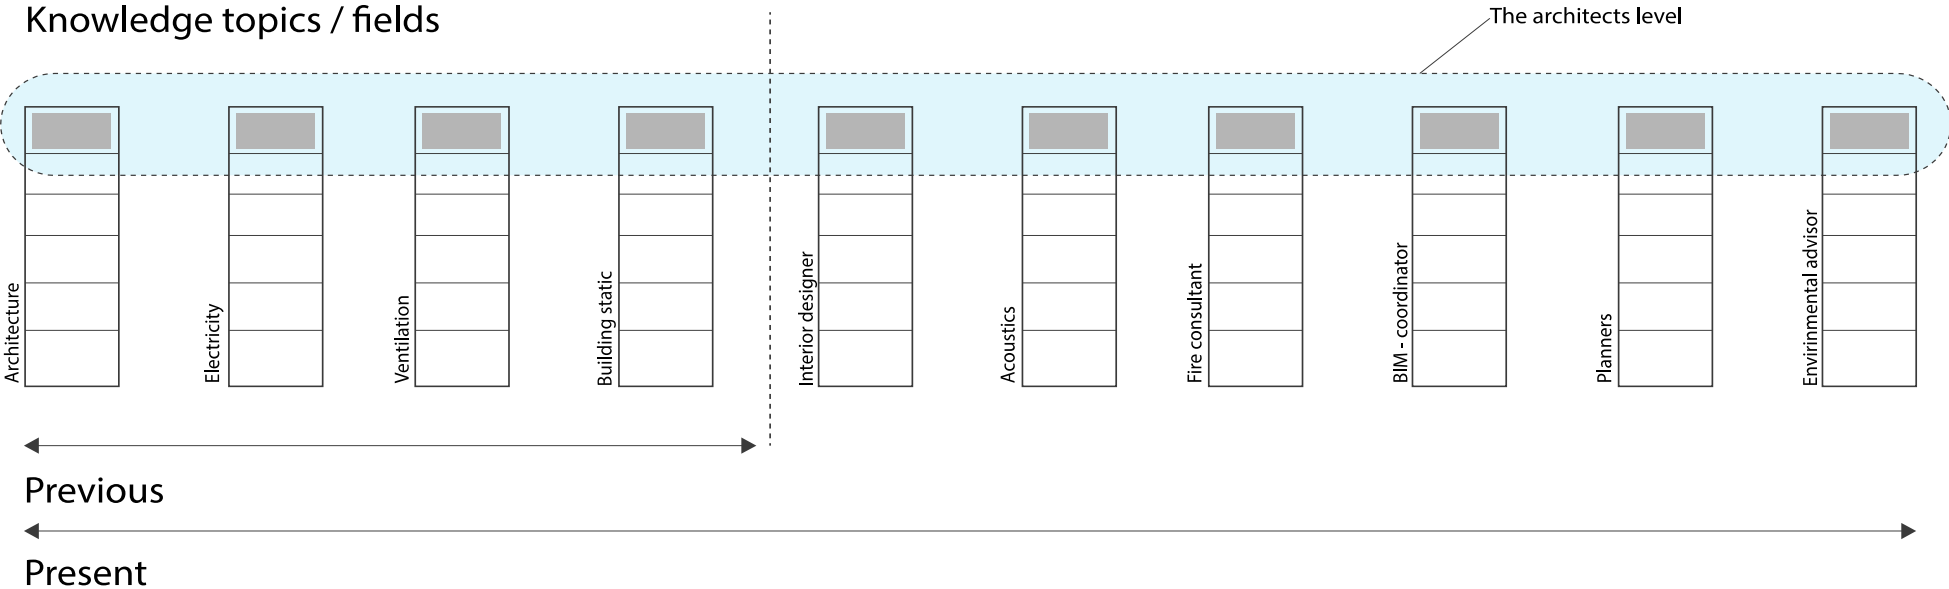 Knowledge topics / fields
The architects level
Architecture
Electricity
Ventilation
Building static
Interior designer
Acoustics
Fire consultant
BIM - coordinator
Planners
Envirinmental advisor
Previous
Present